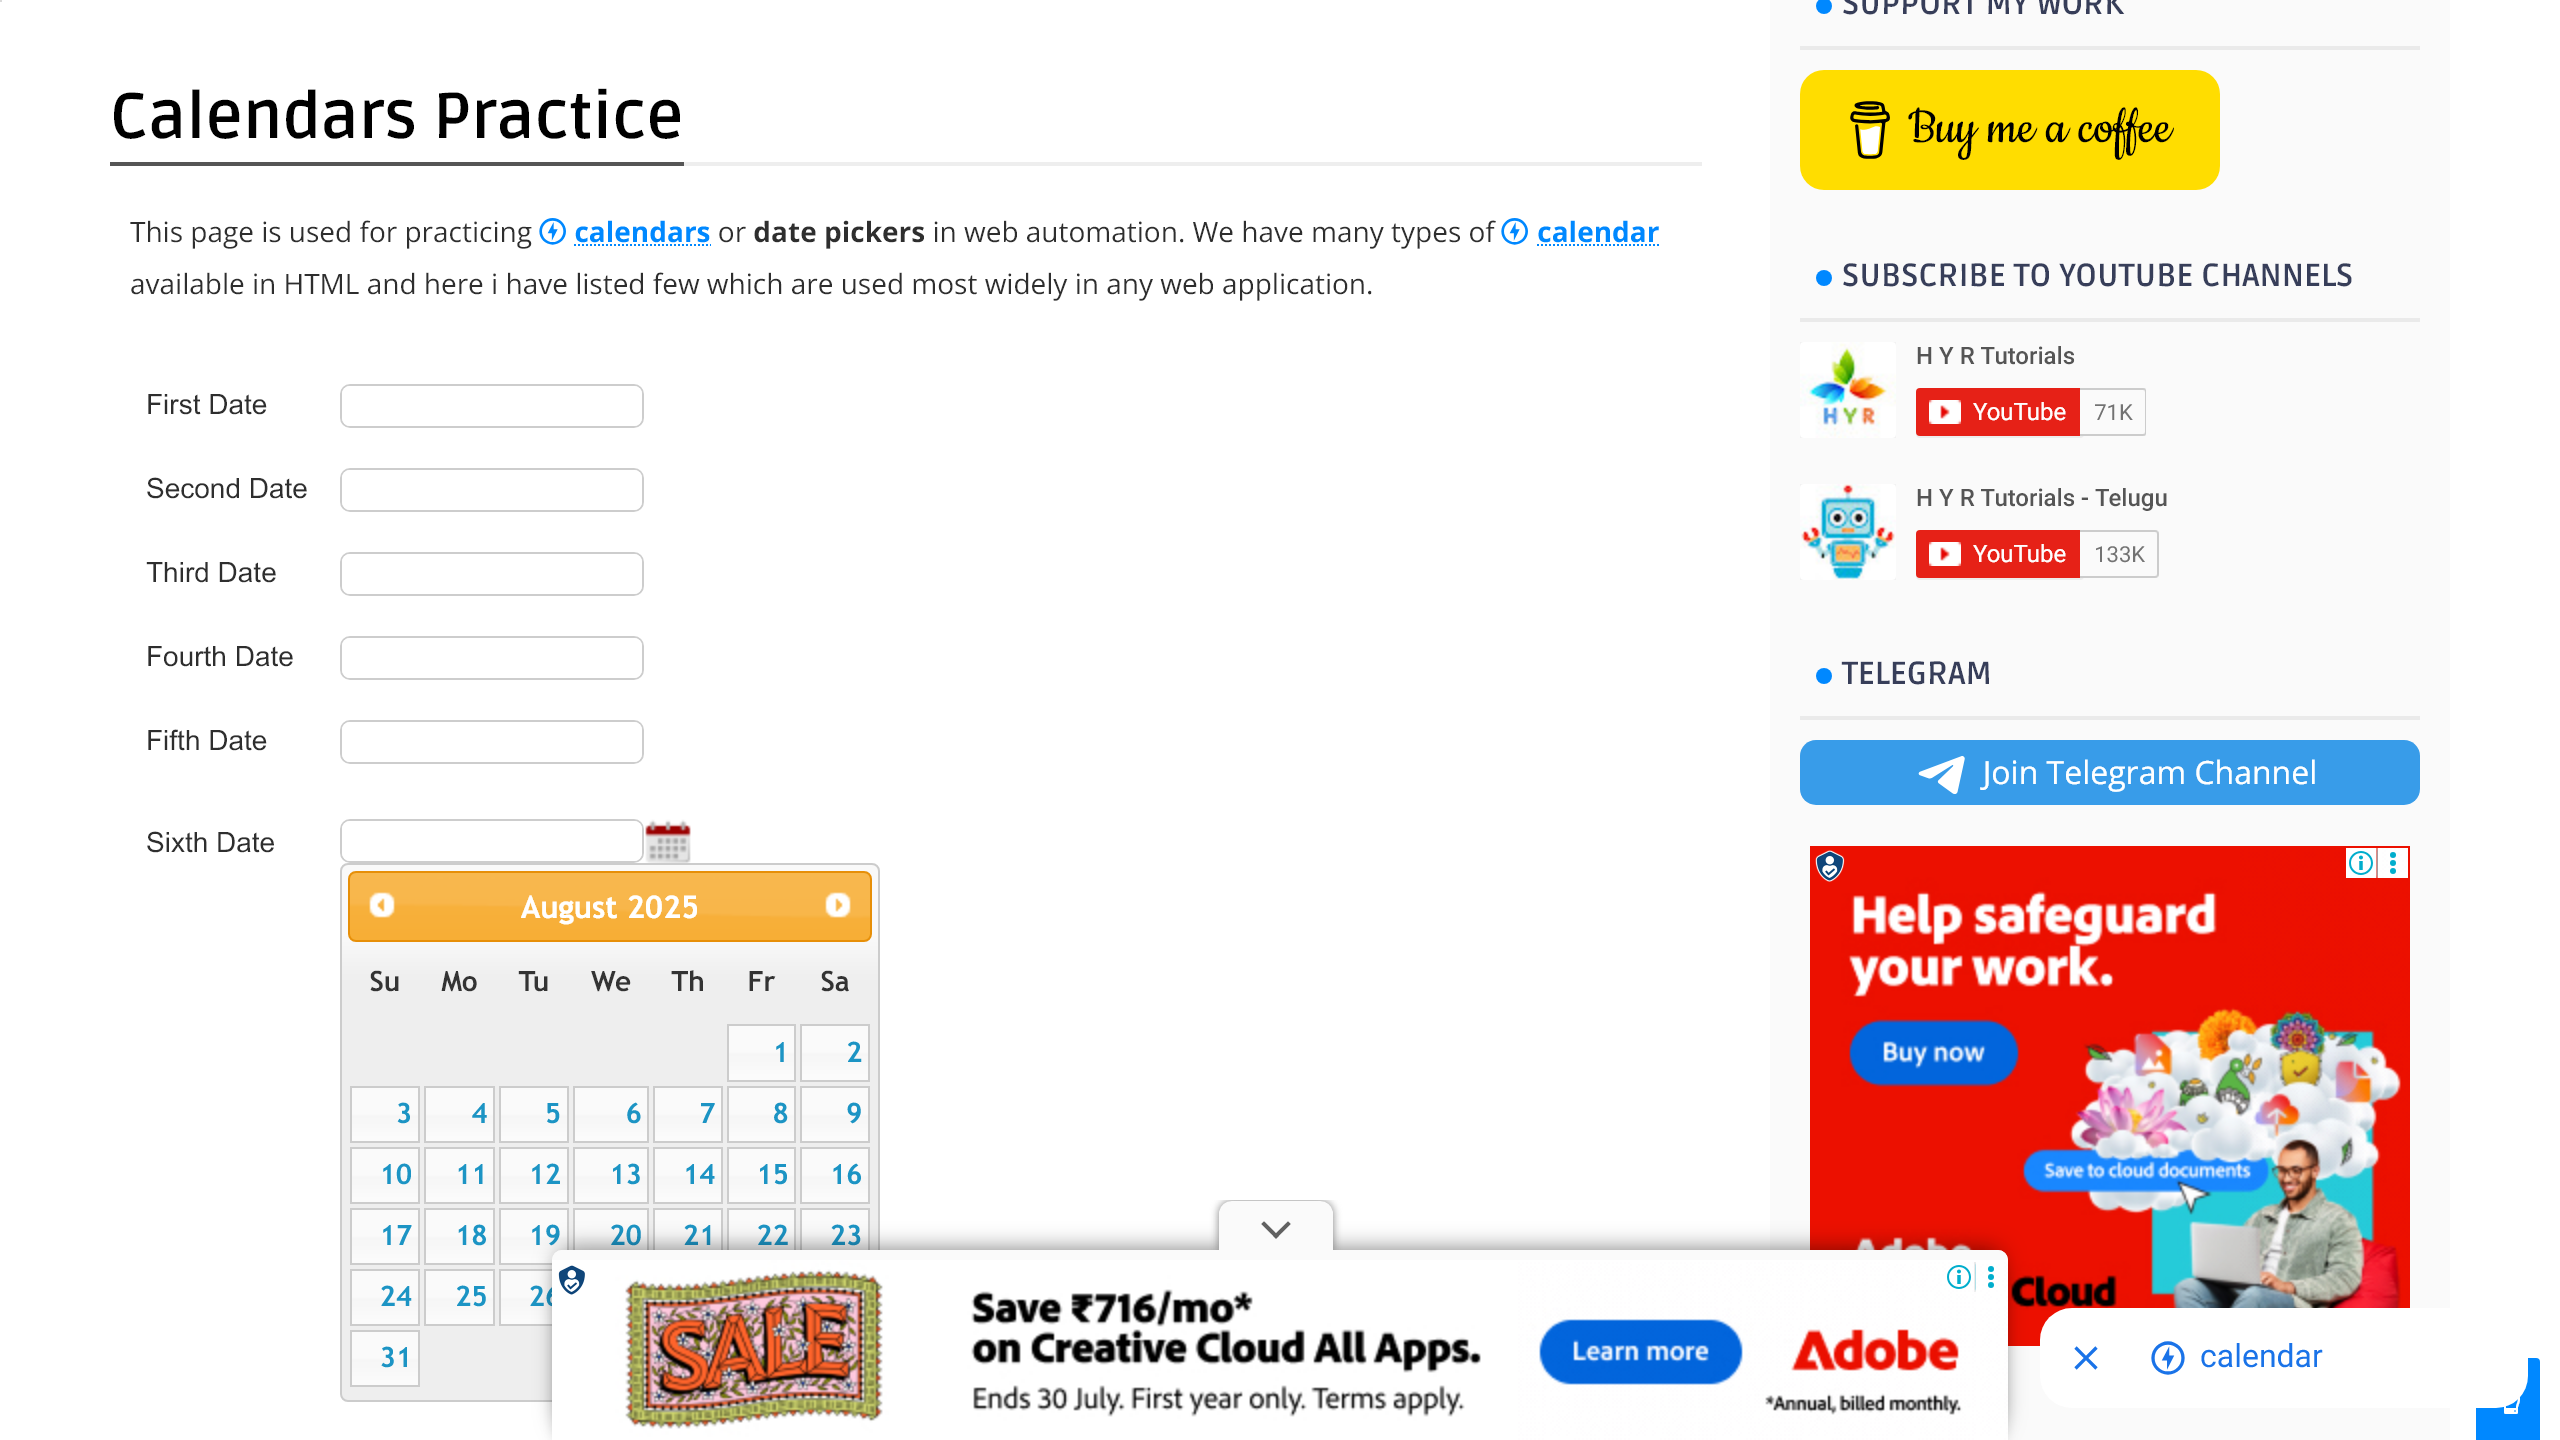 SUPPORT MY WORK
Calendars Practice
Buy me a coffee
This page is used for practicing calendars or date pickers in web automation. We have many types of calendar
available in HTML and here i have listed few which are used most widely in any web application.
SUBSCRIBE TO YOUTUBE CHANNELS
H Y R Tutorials
HYR
YouTube 71K
H Y R Tutorials - Telugu
YouTube 133K
First Date
Second Date
Third Date
Fourth Date
Fifth Date
Sixth Date
TELEGRAM
Join Telegram Channel
August 2025
Su Mo Tu We Th Fr Sa
1 2
3 4 5 6 7 8 9
10 11 12 13 14 15 16
17 18 19 20 21 22 23
24 25 26
31
Help safeguard
your work.
Buy now
Save to cloud documents
Adobe
Cloud
SALE
Save ₹716/mo*
on Creative Cloud All Apps.
Ends 30 July. First year only. Terms apply.
Learn more
Adobe
*Annual, billed monthly.
calendar